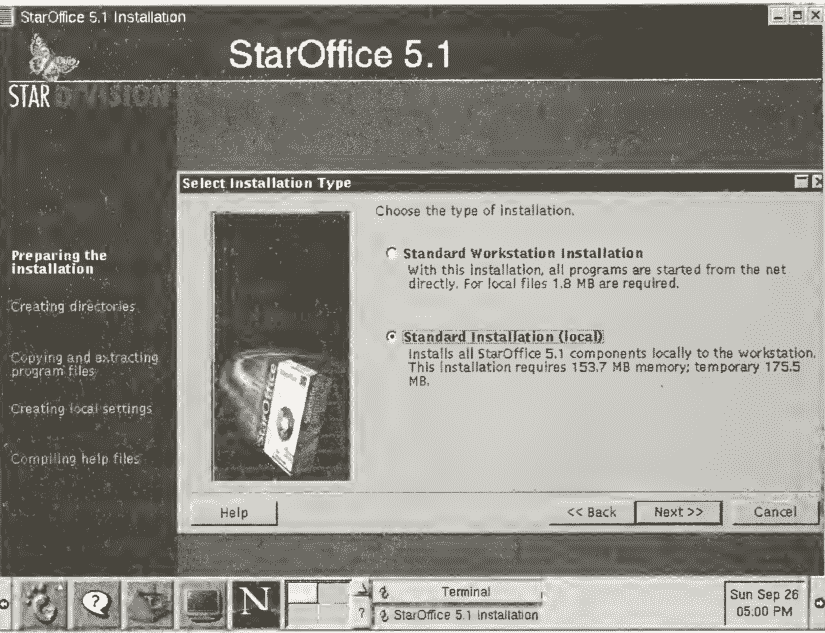 StarOffice 5.1 Installation
StarOffice 5.1
STAR DIVISION
Select Installation Type
Choose the type of installation.
Standard Workstation Installation
With this installation, all programs are started from the net
directly. For local files 1.8 MB are required.
Standard Installation (local)
Installs all StarOffice 5.1 components locally to the workstation.
This installation requires 153.7 MB memory; temporary 175.5
MB.
Preparing the
installation
Creating directories
Copying and extracting
program files
Creating local settings
Compiling help files
StarOffice
Help
<< Back
Next >>
Cancel
?
N
?
Terminal
StarOffice 5.1 Installation
Sun Sep 26
05:00 PM